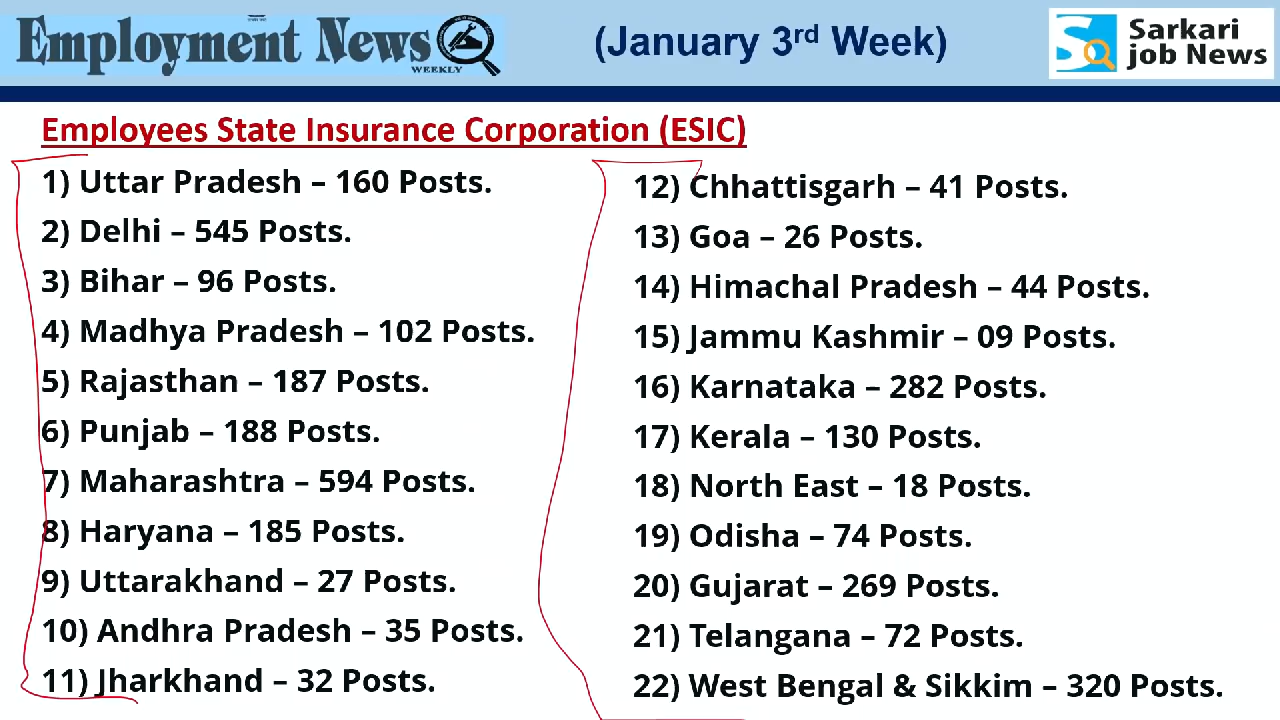 Employment News
WEEKLY
(January 3rd Week)
Sarkari
job News
Employees State Insurance Corporation (ESIC)
1) Uttar Pradesh – 160 Posts.
2) Delhi – 545 Posts.
3) Bihar – 96 Posts.
4) Madhya Pradesh – 102 Posts.
5) Rajasthan – 187 Posts.
6) Punjab – 188 Posts.
7) Maharashtra – 594 Posts.
8) Haryana – 185 Posts.
9) Uttarakhand – 27 Posts.
10) Andhra Pradesh – 35 Posts.
11) Jharkhand – 32 Posts.
12) Chhattisgarh – 41 Posts.
13) Goa – 26 Posts.
14) Himachal Pradesh – 44 Posts.
15) Jammu Kashmir – 09 Posts.
16) Karnataka – 282 Posts.
17) Kerala – 130 Posts.
18) North East – 18 Posts.
19) Odisha – 74 Posts.
20) Gujarat – 269 Posts.
21) Telangana – 72 Posts.
22) West Bengal & Sikkim – 320 Posts.